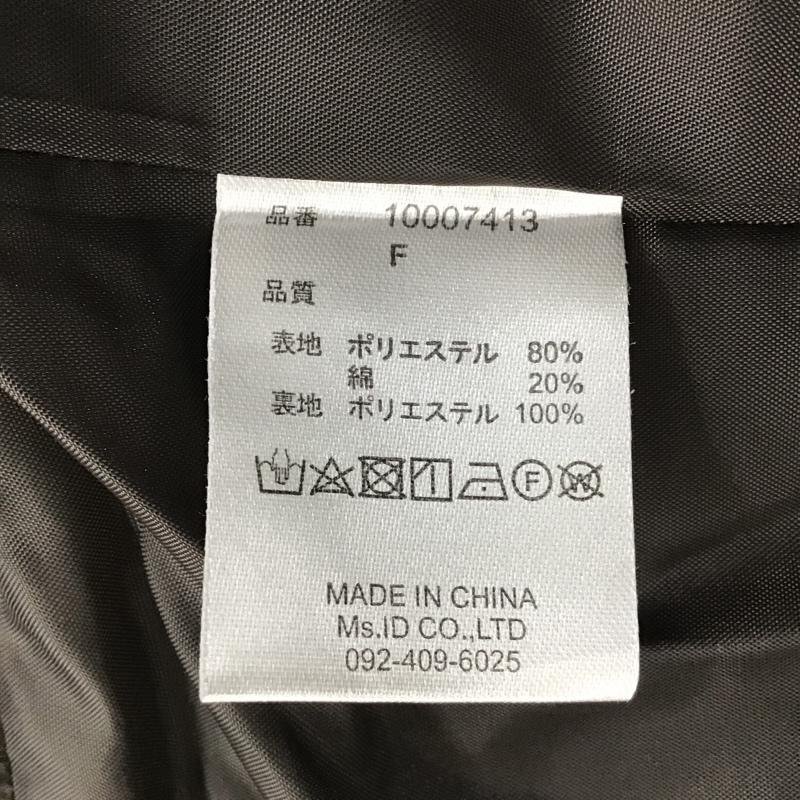 品番 10007413
F
品質
表地 ポリエステル 80%
綿 20%
裏地 ポリエステル 100%
F W
MADE IN CHINA
Ms.ID CO.,LTD
092-409-6025